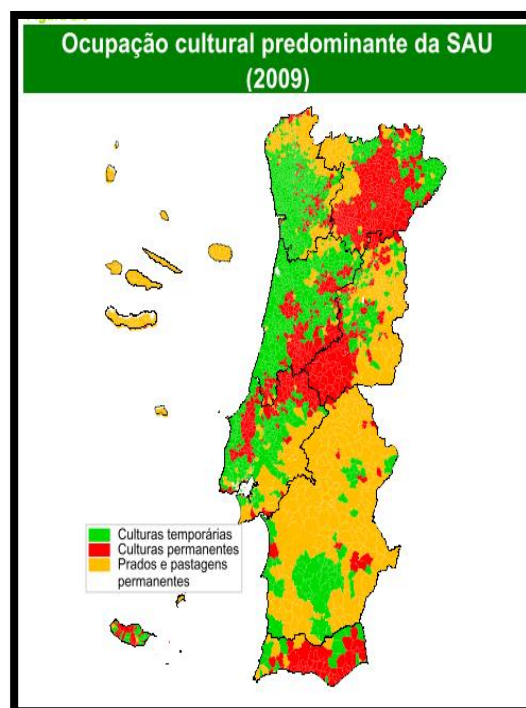 Ocupação cultural predominante da SAU
(2009)
Culturas temporárias
Culturas permanentes
Prados e pastagens
permanentes